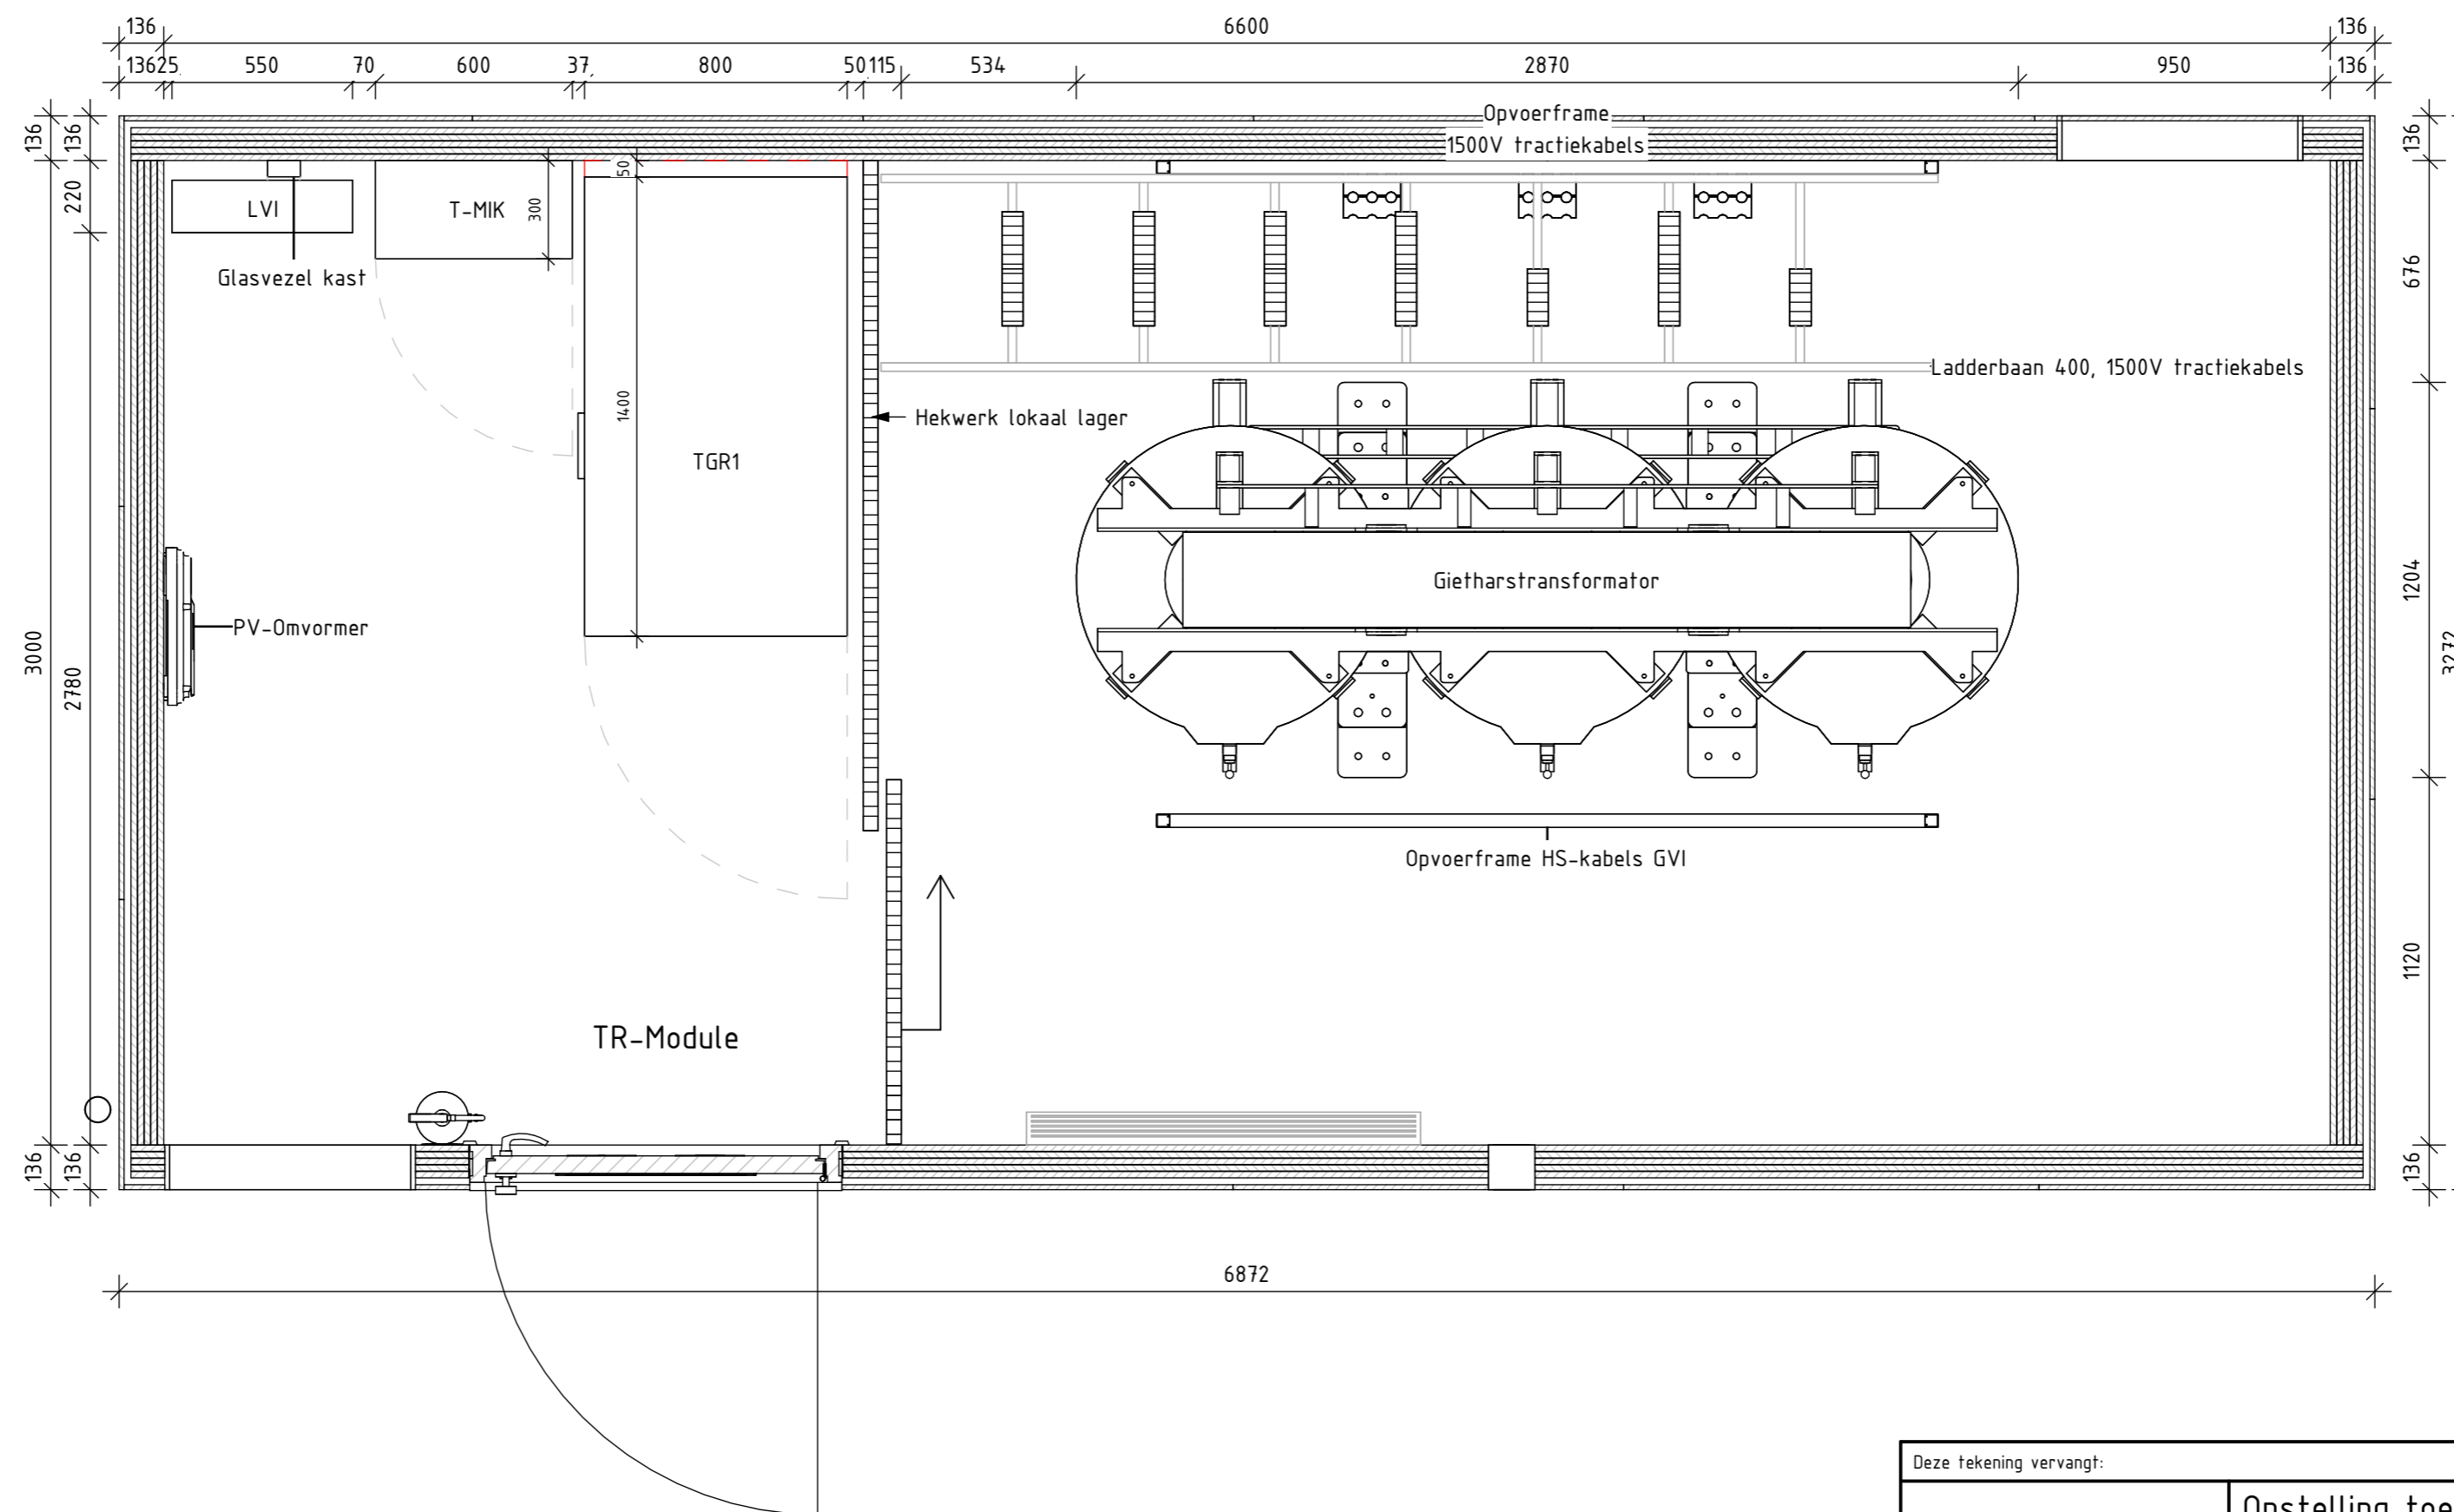 136 6600 136
136 25 550 70 600 37 800 50 115 534 2870 950 136
Opvoerframe
1500V tractiekabels
136 136 50 136
220 LVI T-MIK 300 676
Glasvezel kast
Ladderbaan 400, 1500V tractiekabels
1400 Hekwerk lokaal lager
TGR1
Gietharstransformator 1204
PV-Omvormer
3000 2780 3272
Opvoerframe HS-kabels GVI
1120
TR-Module
136 136 136
6872
Deze tekening vervangt:
Opstelling